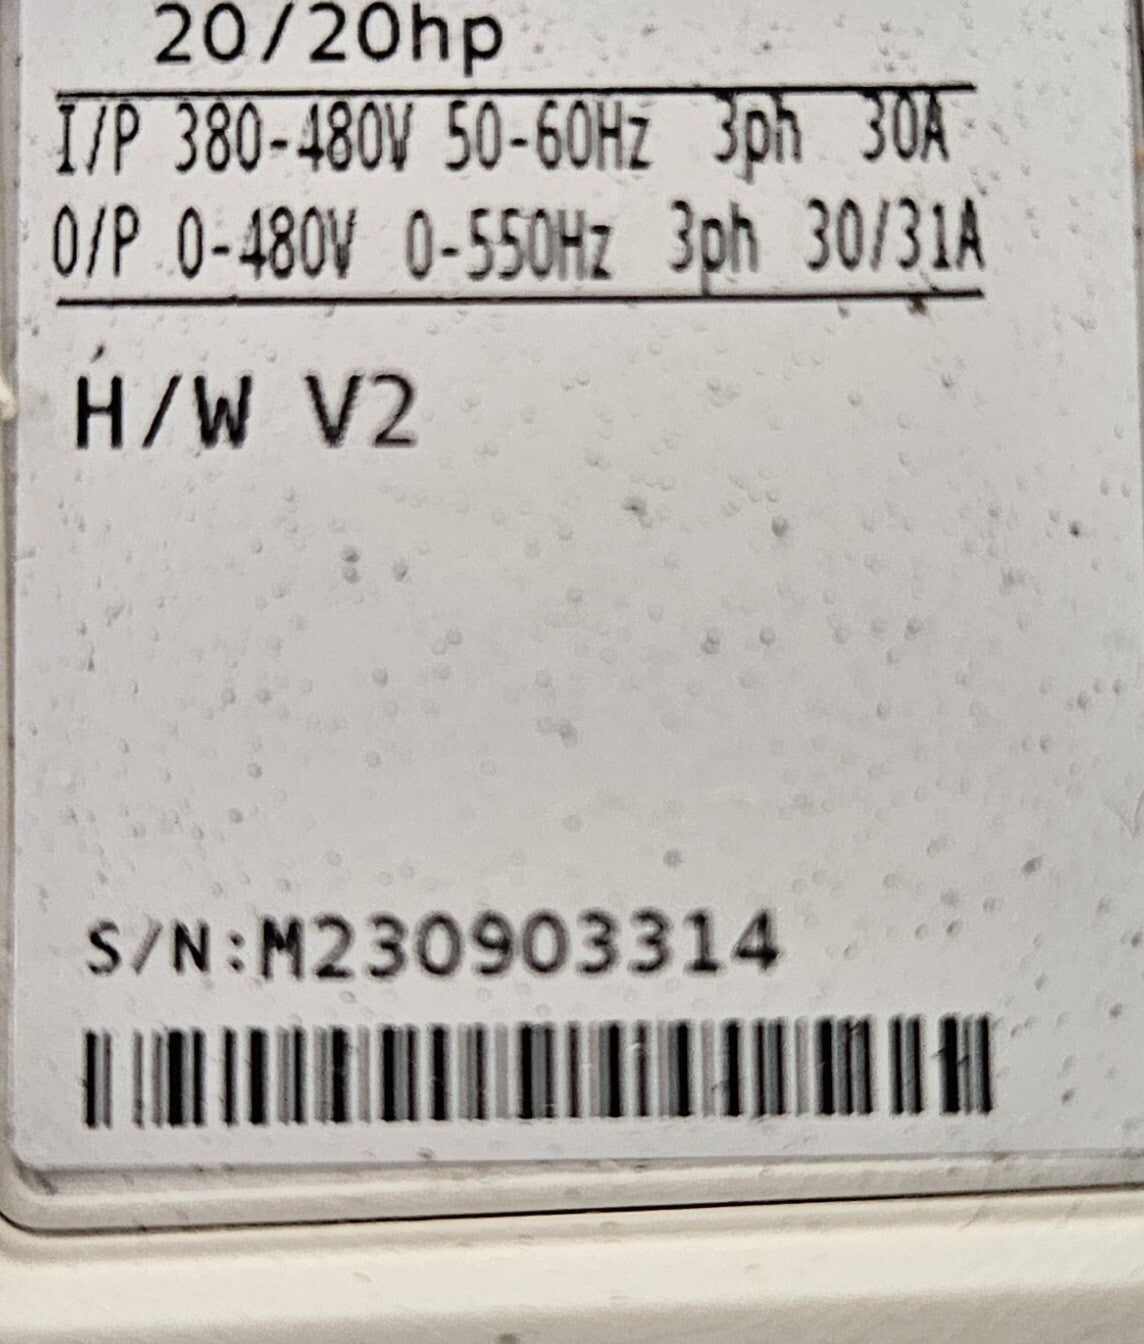 20/20hp
I/P 380-480V 50-60Hz 3ph 30A
O/P 0-480V 0-550Hz 3ph 30/31A
H/W V2
S/N:M230903314